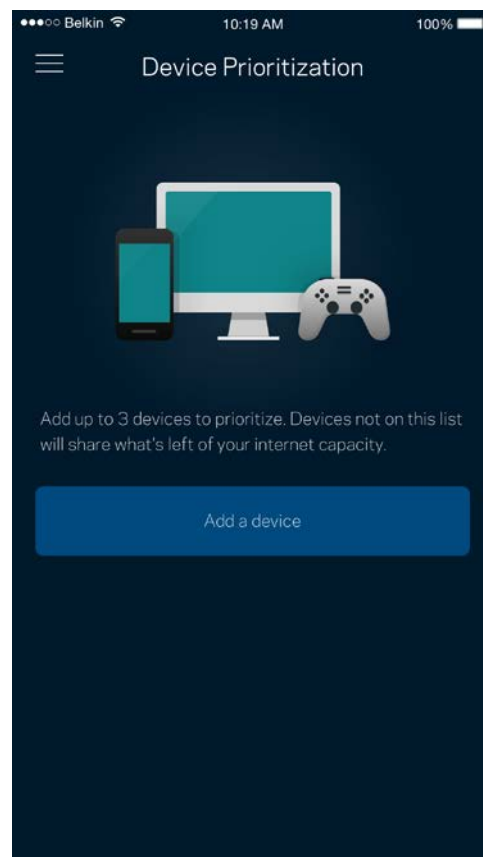 Belkin 10:19 AM 100%
Device Prioritization
Add up to 3 devices to prioritize. Devices not on this list
will share what's left of your internet capacity.
Add a device